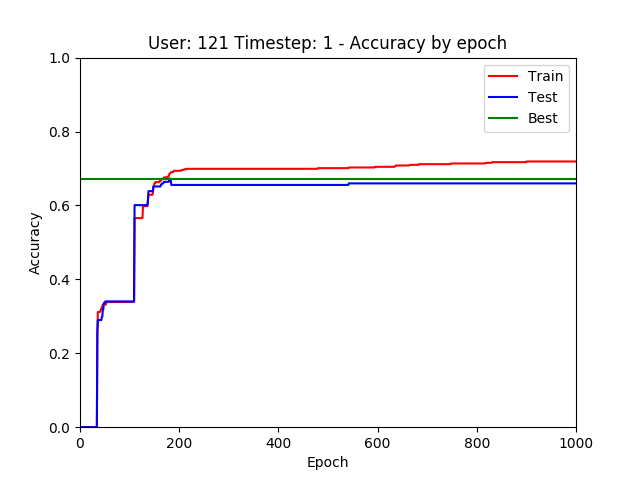 User: 121 Timestep: 1 - Accuracy by epoch
Train
Test
Best
1.0
0.8
0.6
0.4
0.2
0.0
Accuracy
0 200 400 600 800 1000
Epoch